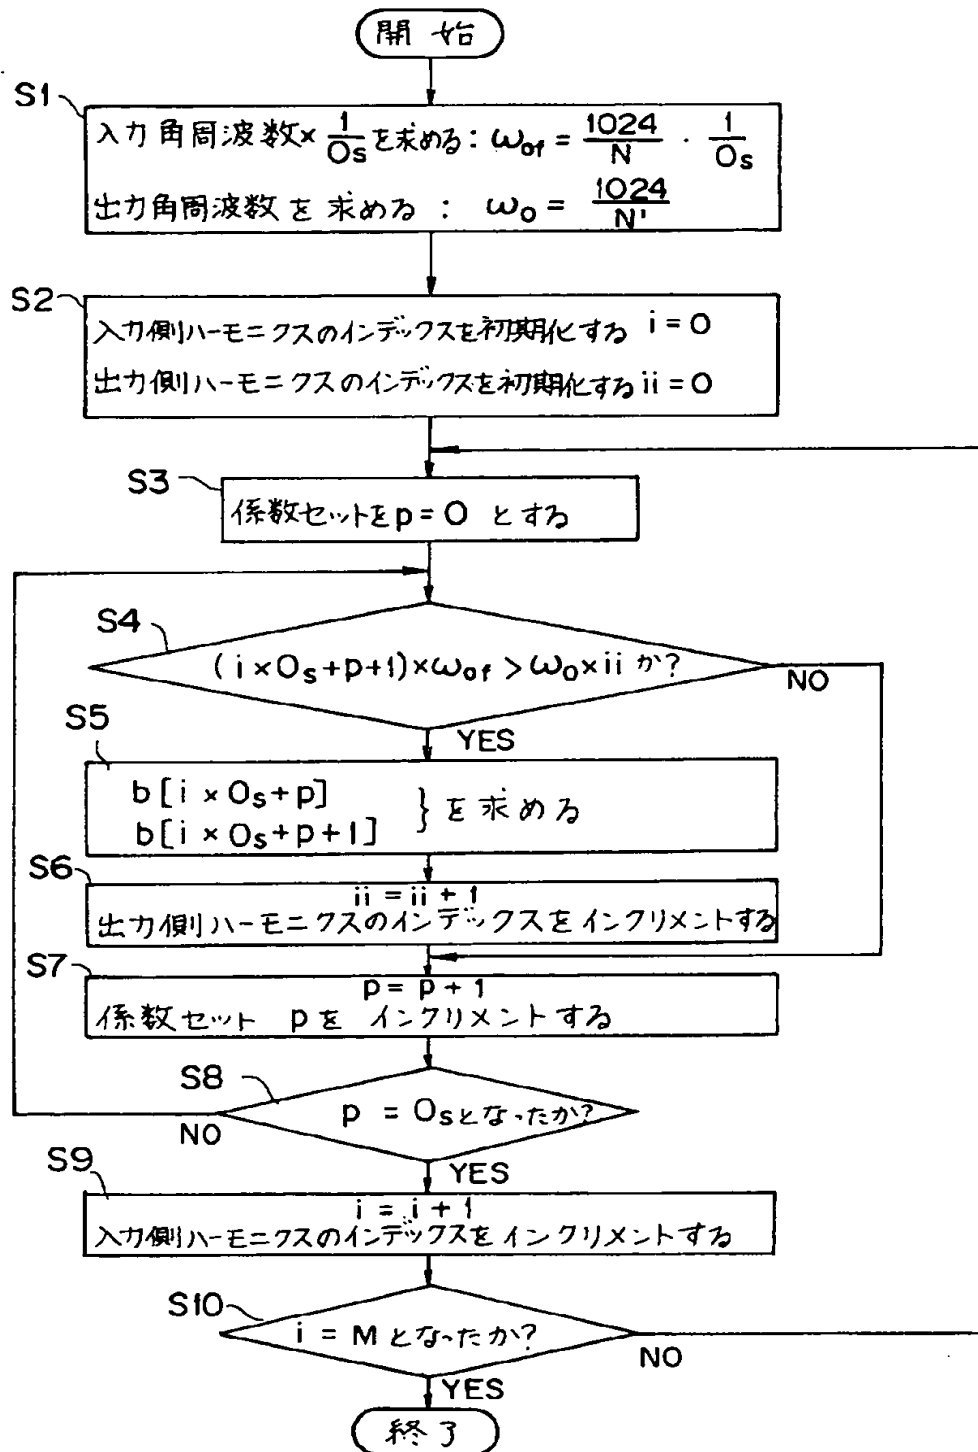 開始
S1
入力角周波数×1/Osを求める:ωof = 1024/N · 1/Os
出力角周波数を求める : ωo = 1024/N'
S2
入力側ハーモニクスのインデックスを初期化する i=0
出力側ハーモニクスのインデックスを初期化する ii=0
S3
係数セットをp=0 とする
S4
(i×Os+p+1)×ωof>ωo×ii か?
NO
YES
S5
b[i×Os+p]
b[i×Os+p+1]
}を求める
S6
ii=ii+1
出力側ハーモニクスのインデックスをインクリメントする
S7
p=p+1
係数セット pを インクリメントする
S8
p =Osとなったか?
NO
YES
S9
i=i+1
入力側ハーモニクスのインデックスをインクリメントする
S10
i=Mとなったか?
NO
YES
終了